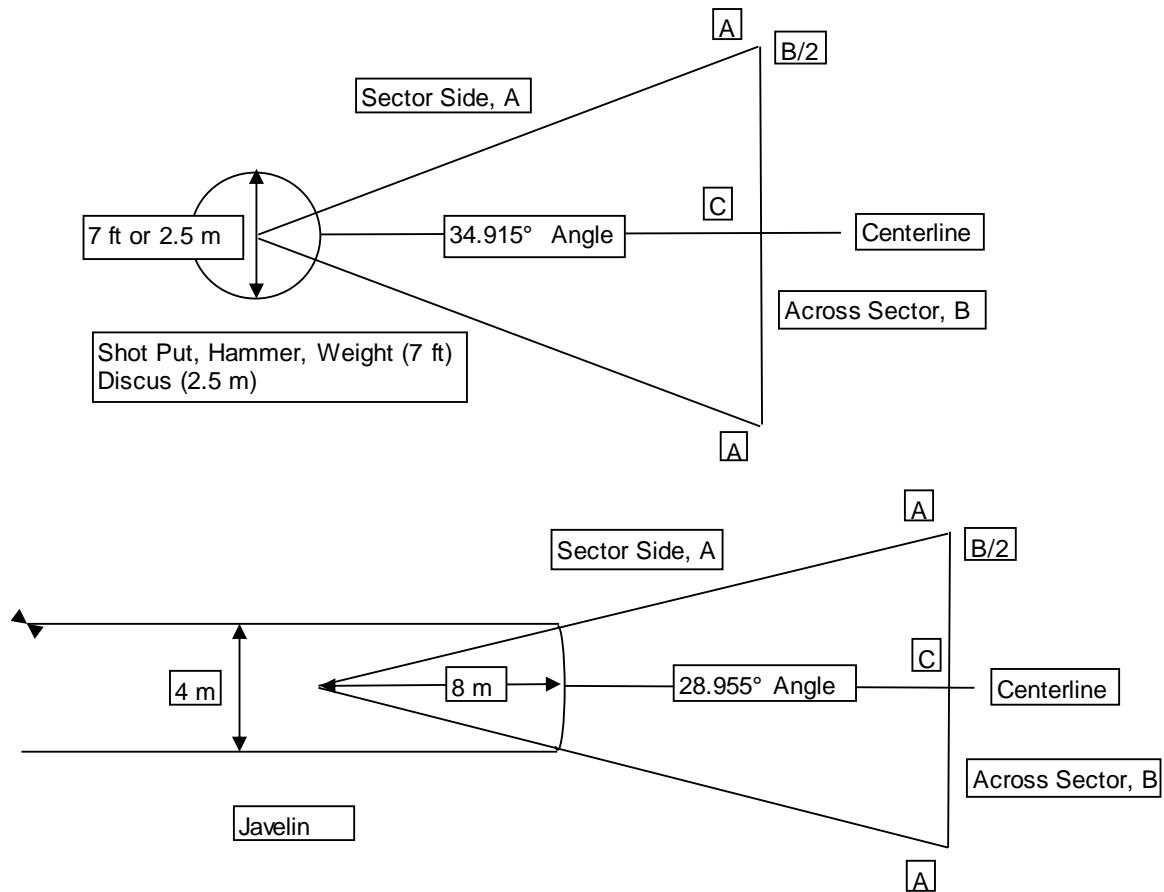 A
B/2
Sector Side, A
C
7 ft or 2.5 m
34.915° Angle
Centerline
Across Sector, B
Shot Put, Hammer, Weight (7 ft)
Discus (2.5 m)
A
A
Sector Side, A
B/2
C
4 m
8 m
28.955° Angle
Centerline
Across Sector, B
Javelin
A